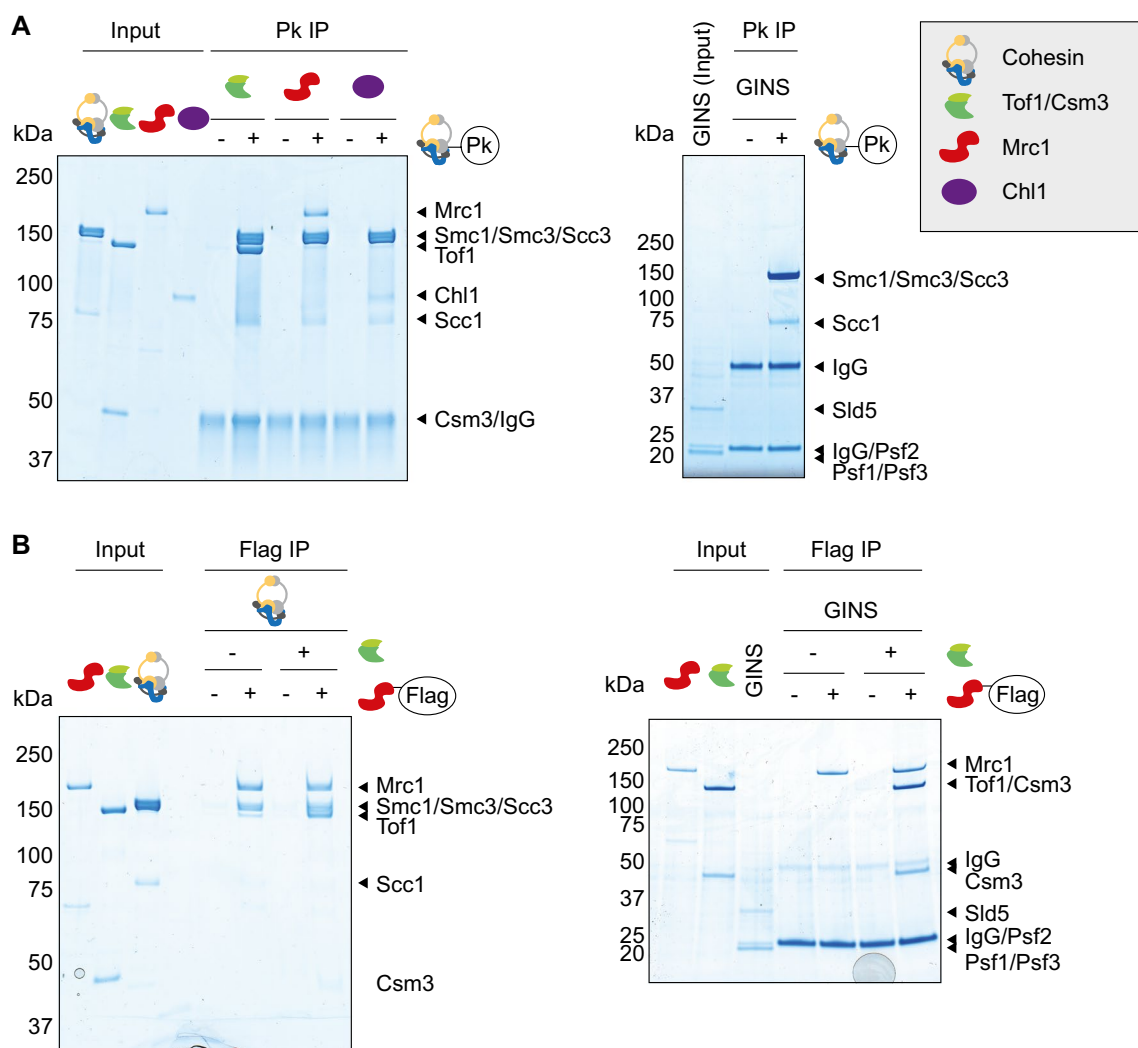 A
Input
Pk IP
kDa
- + - + - +
Pk
250
150
100
75
50
37
Mrc1
Smc1/Smc3/Scc3
Tof1
Chl1
Scc1
Csm3/IgG
GINS (Input)
Pk IP
GINS
kDa
- +
Pk
250
150
100
75
50
37
25
20
Smc1/Smc3/Scc3
Scc1
IgG
Sld5
IgG/Psf2
Psf1/Psf3
Cohesin
Tof1/Csm3
Mrc1
Chl1
B
Input
Flag IP
- +
- + - +
kDa
Flag
250
150
100
75
50
37
Mrc1
Smc1/Smc3/Scc3
Tof1
Scc1
Csm3
Input
Flag IP
GINS
GINS
- +
kDa
- + - +
Flag
250
150
100
75
50
37
25
20
Mrc1
Tof1/Csm3
IgG
Csm3
Sld5
IgG/Psf2
Psf1/Psf3